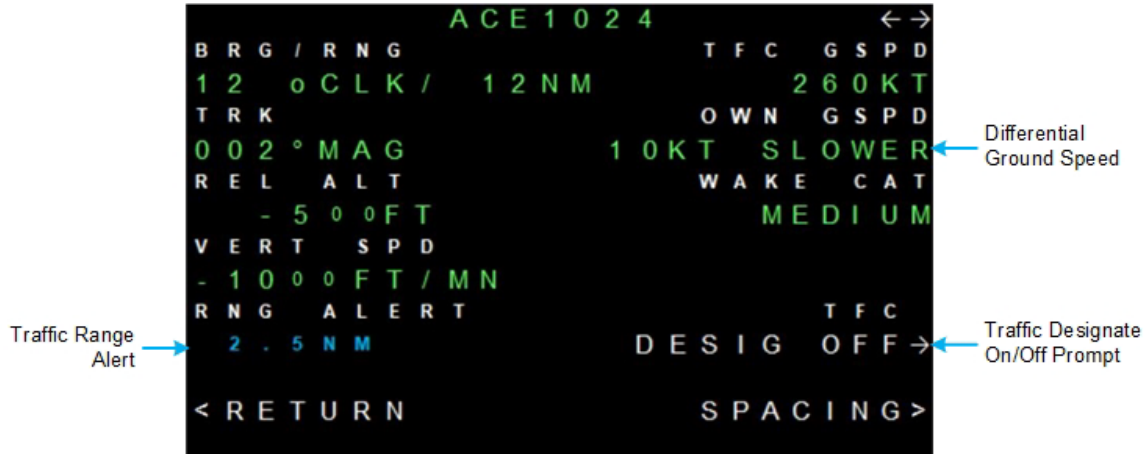 ACE1024 ←→
BRG/RNG TFC GSPD
12 oCLK/ 12NM 260KT
TRK OWN GSPD
002°MAG 10KT SLOWER
REL ALT WAKE CAT
-500FT MEDIUM
VERT SPD
-1000FT/MN
RNG ALERT TFC
2.5NM DESIG OFF→
<RETURN SPACING>
Differential
Ground Speed
Traffic Range
Alert
Traffic Designate
On/Off Prompt